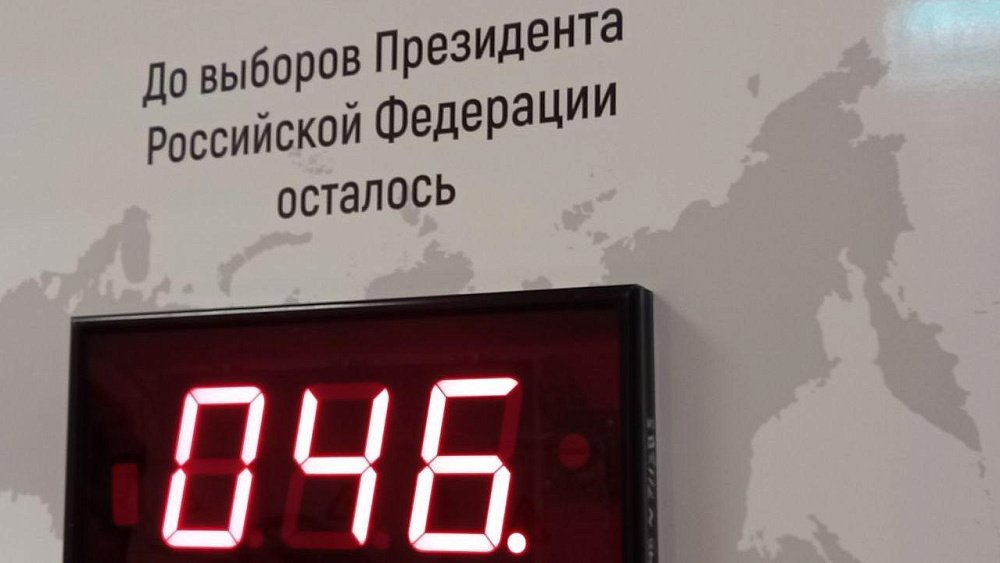 До выборов Президента
Российской Федерации
осталось
046.